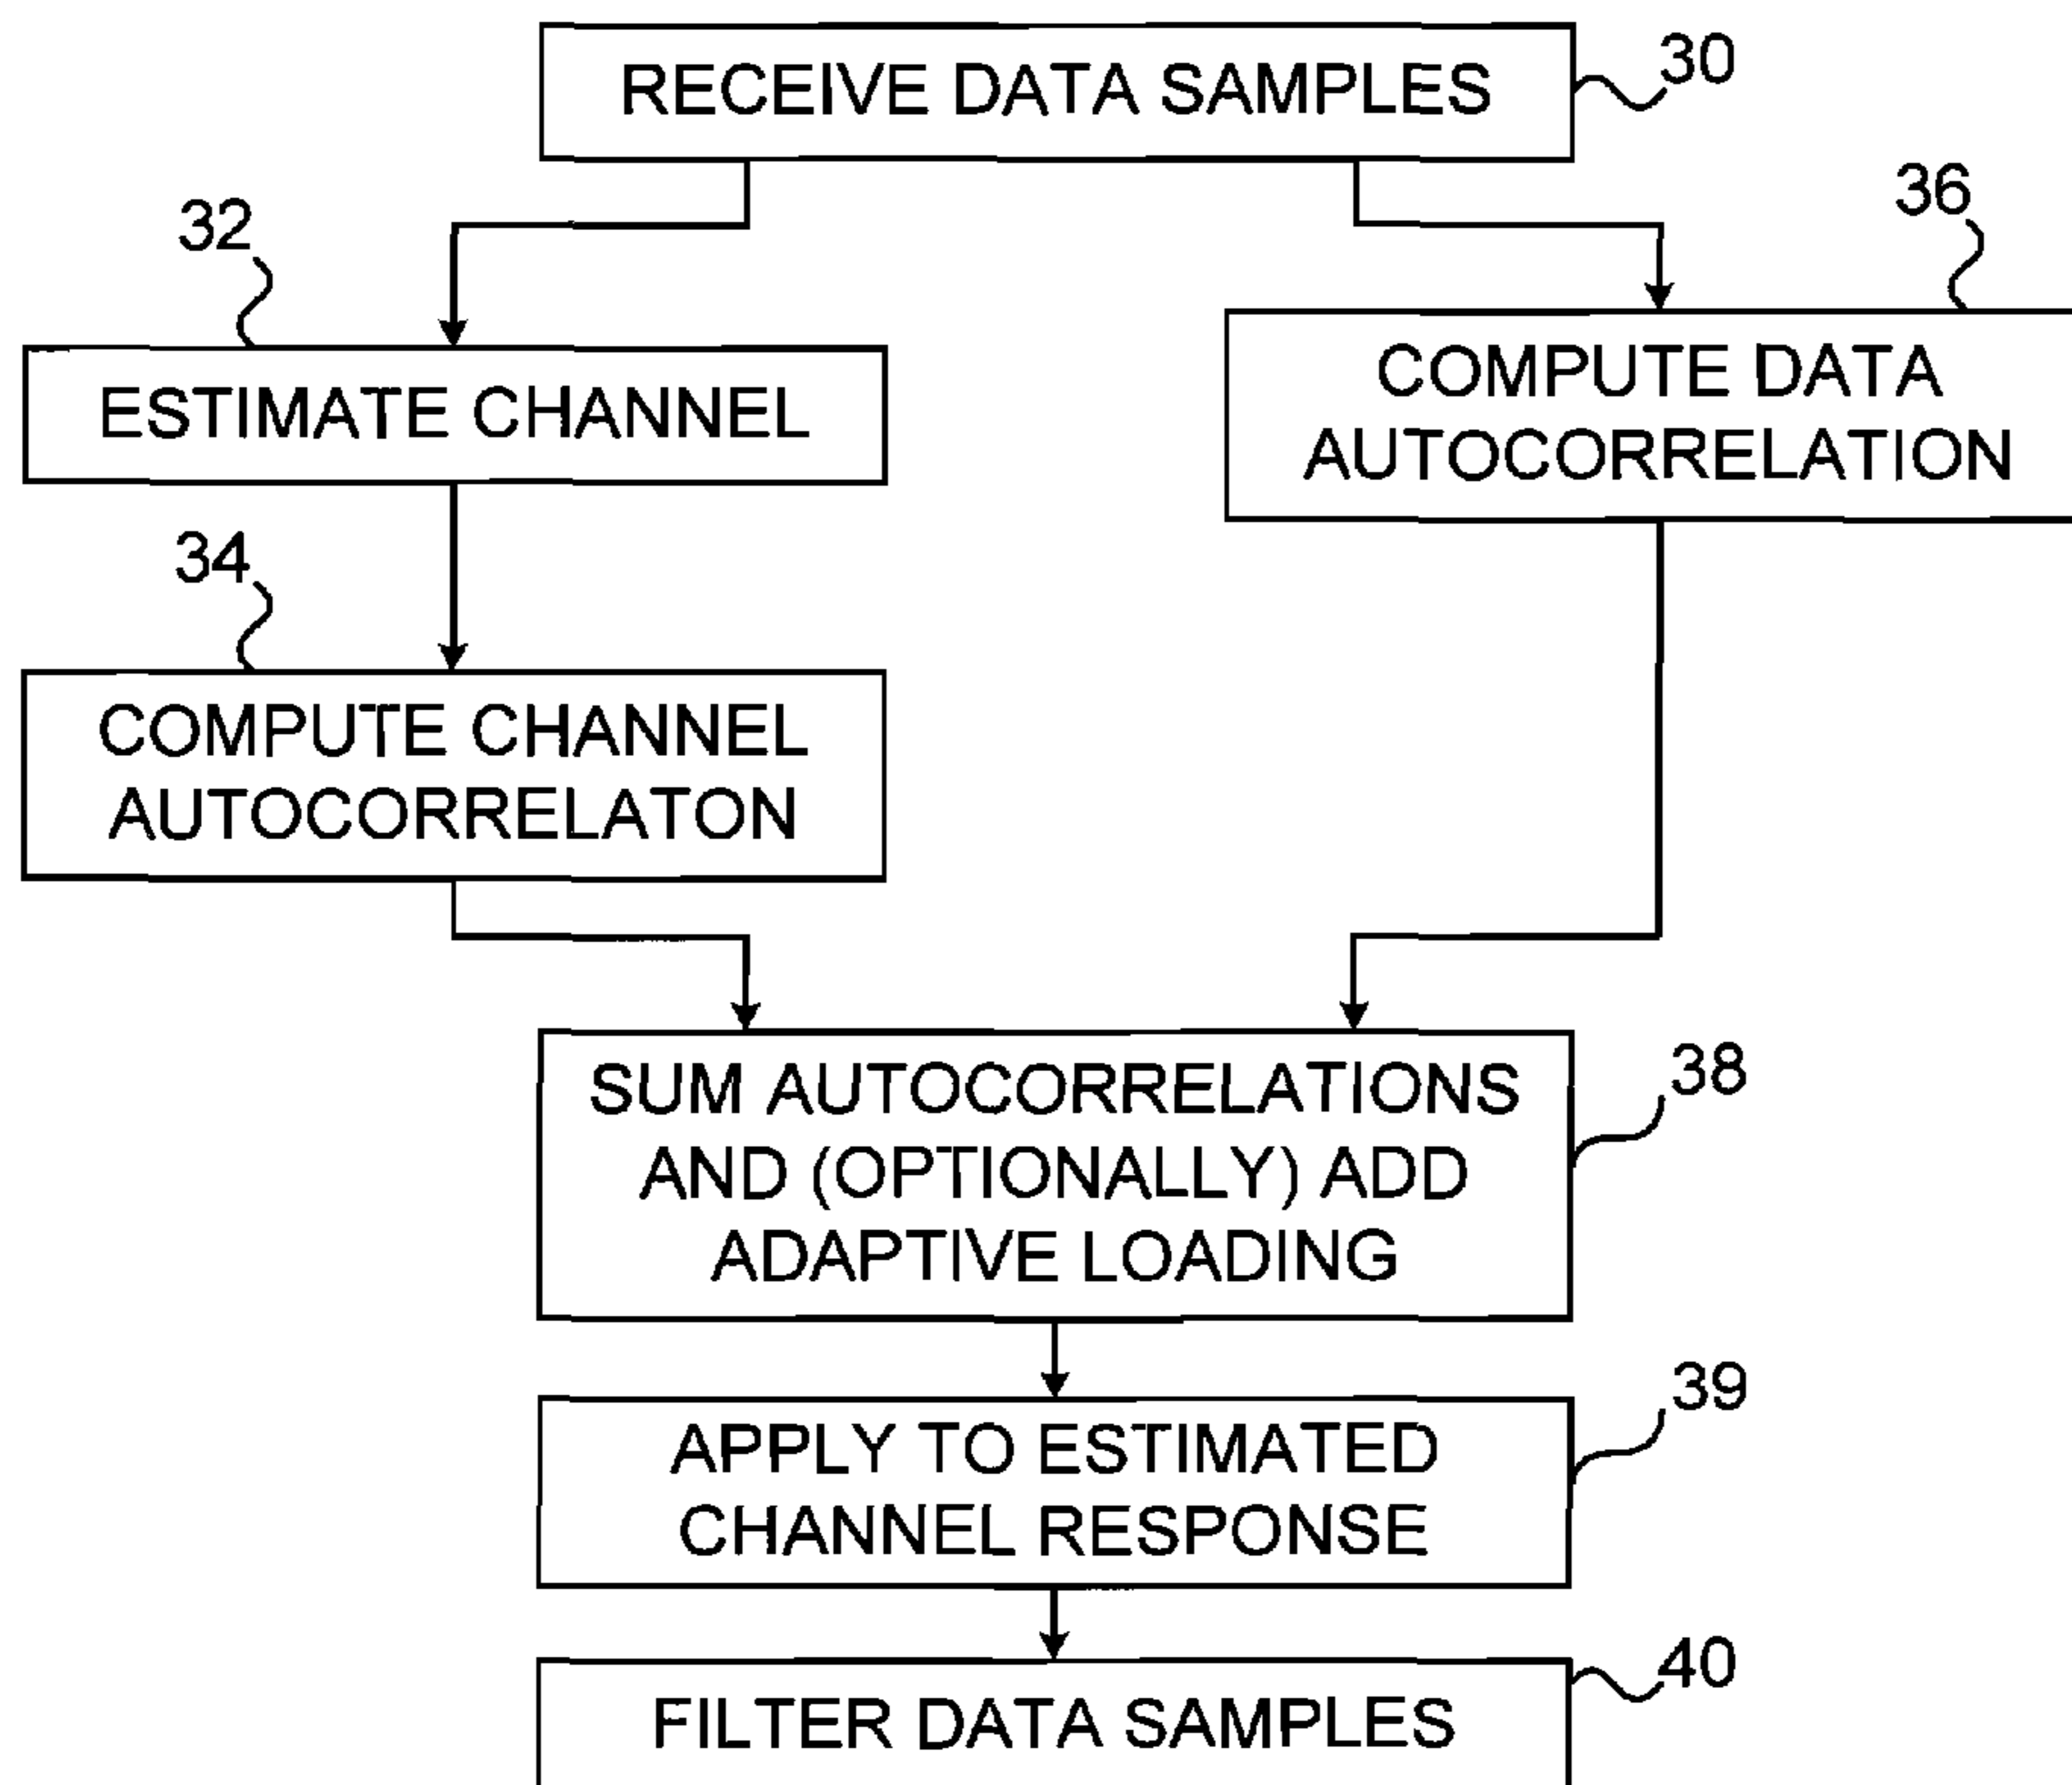 RECEIVE DATA SAMPLES
30
32
36
ESTIMATE CHANNEL
COMPUTE DATA
AUTOCORRELATION
34
COMPUTE CHANNEL
AUTOCORRELATON
SUM AUTOCORRELATIONS
AND (OPTIONALLY) ADD
ADAPTIVE LOADING
38
APPLY TO ESTIMATED
CHANNEL RESPONSE
39
FILTER DATA SAMPLES
40